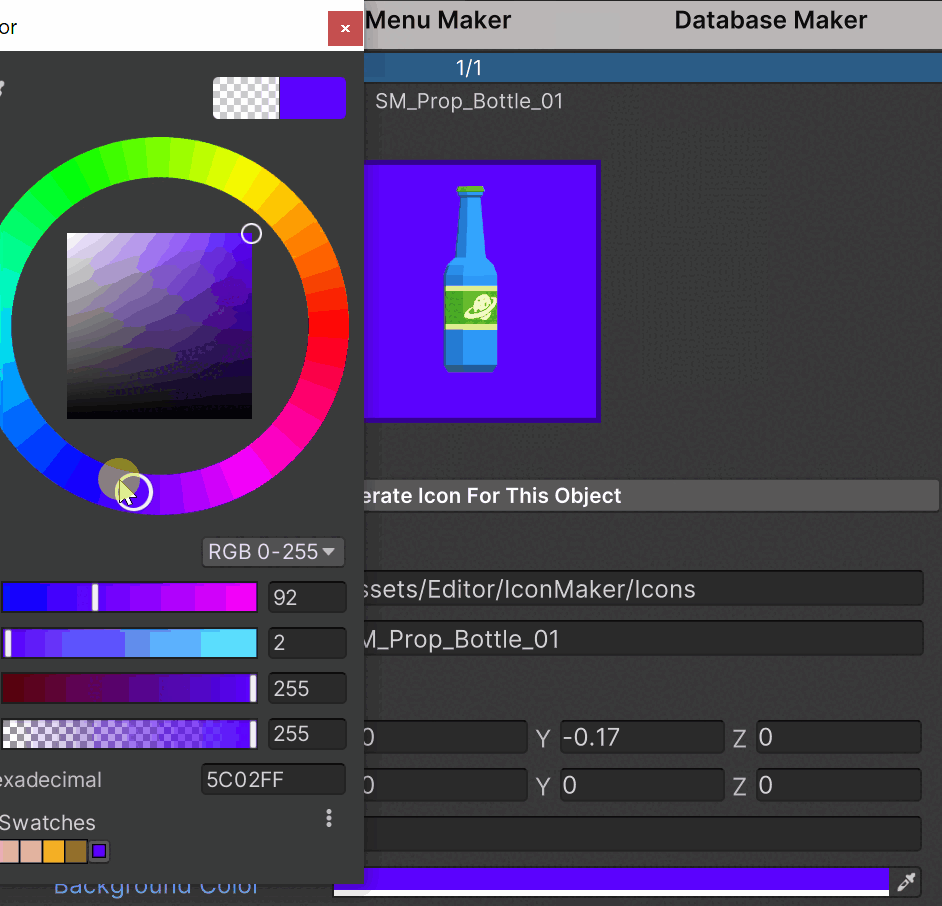 or
Menu Maker
Database Maker
1/1
SM_Prop_Bottle_01
erate Icon For This Object
RGB 0-255
92
ssets/Editor/IconMaker/Icons
2
M_Prop_Bottle_01
255
255
0 Y -0.17 Z 0
exadecimal 5C02FF
0 Y 0 Z 0
Swatches
Background Color